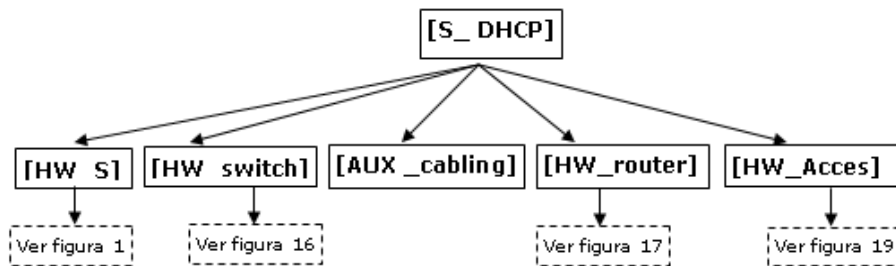 [S_ DHCP]
[HW S]
[HW switch]
[AUX _cabling]
[HW_router]
[HW_Acces]
Ver figura 1
Ver figura 16
Ver figura 17
Ver figura 19